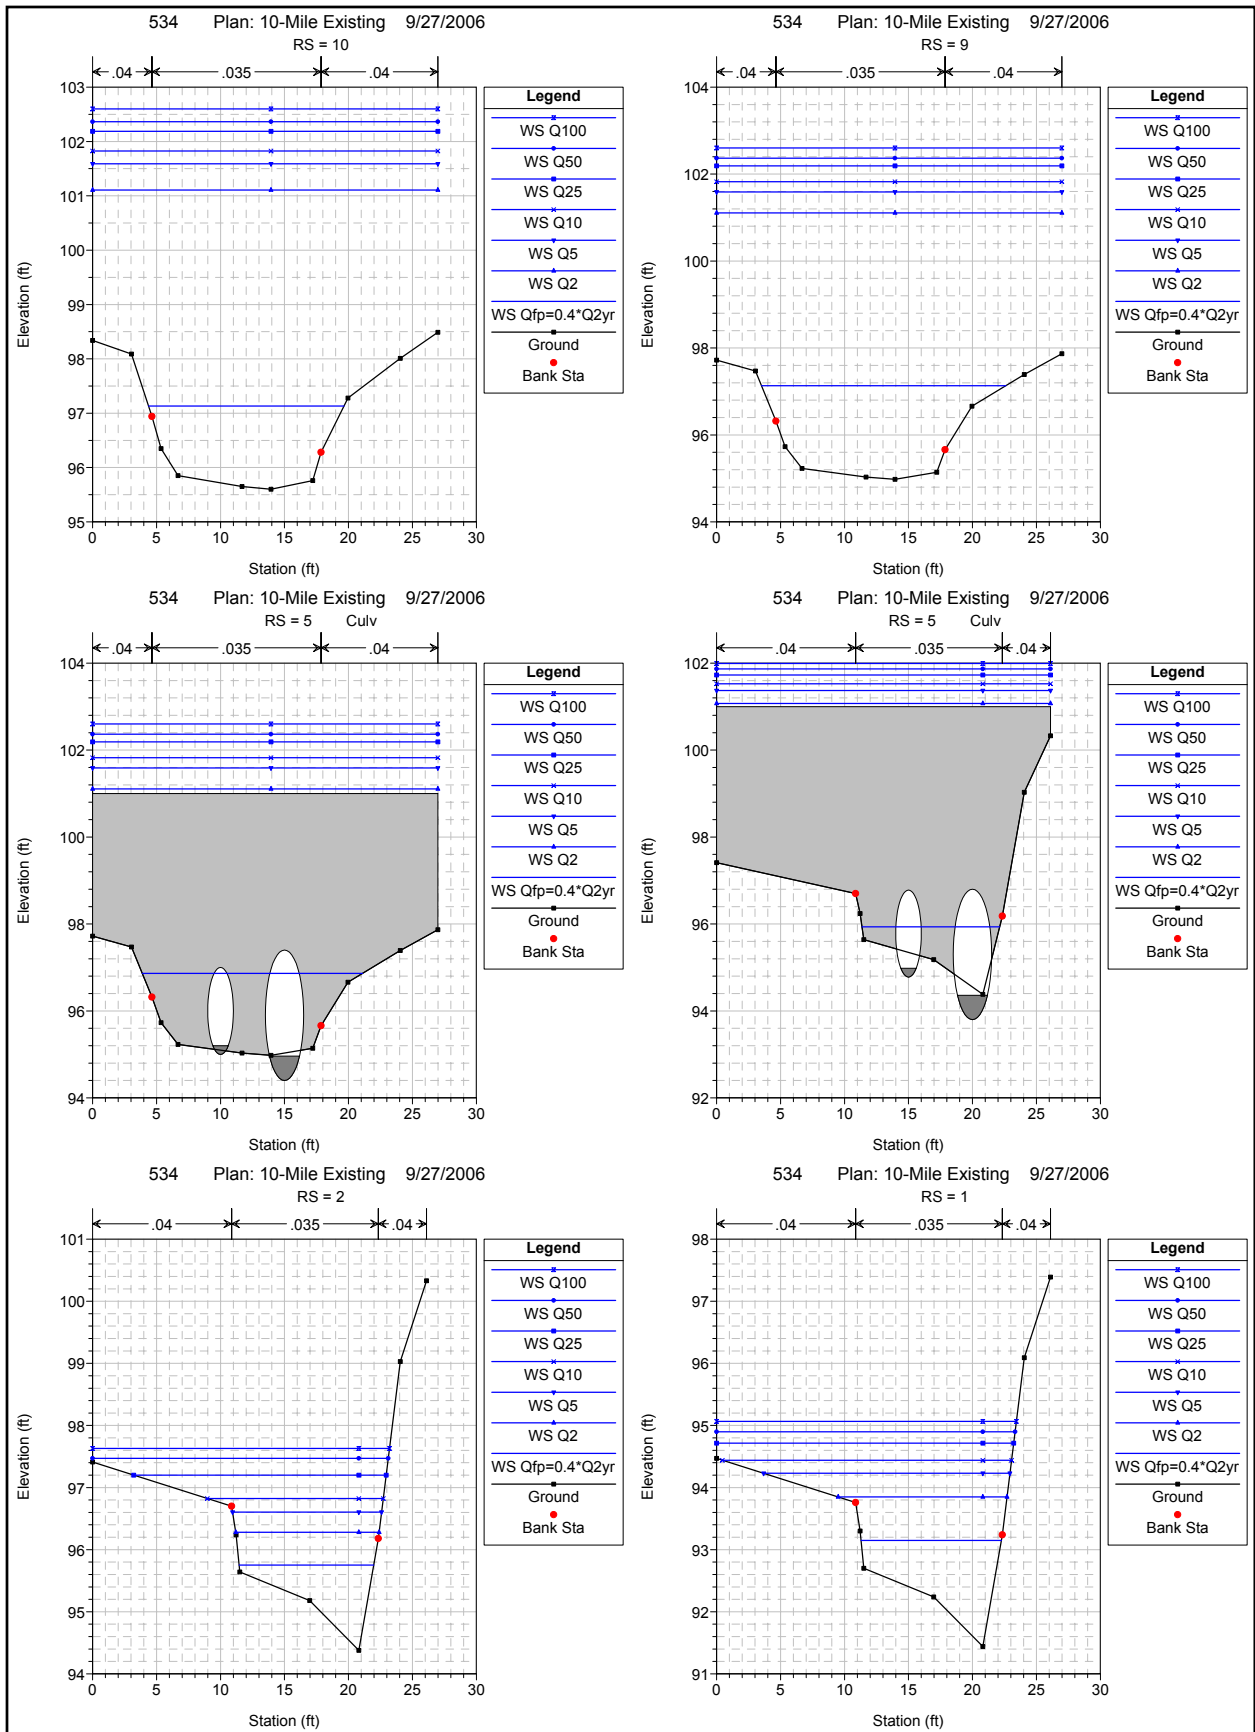 534 Plan: 10-Mile Existing 9/27/2006
RS = 10
.04 .035 .04
103
102
101
100
99
98
97
96
95
0 5 10 15 20 25 30
Station (ft)
Elevation (ft)
Legend
WS Q100
WS Q50
WS Q25
WS Q10
WS Q5
WS Q2
WS Qfp=0.4*Q2yr
Ground
Bank Sta
534 Plan: 10-Mile Existing 9/27/2006
RS = 9
.04 .035 .04
104
102
100
98
96
94
0 5 10 15 20 25 30
Station (ft)
Elevation (ft)
Legend
WS Q100
WS Q50
WS Q25
WS Q10
WS Q5
WS Q2
WS Qfp=0.4*Q2yr
Ground
Bank Sta
534 Plan: 10-Mile Existing 9/27/2006
RS = 5 Culv
.04 .035 .04
104
102
100
98
96
94
0 5 10 15 20 25 30
Station (ft)
Elevation (ft)
Legend
WS Q100
WS Q50
WS Q25
WS Q10
WS Q5
WS Q2
WS Qfp=0.4*Q2yr
Ground
Bank Sta
534 Plan: 10-Mile Existing 9/27/2006
RS = 5 Culv
.04 .035 .04
102
100
98
96
94
92
0 5 10 15 20 25 30
Station (ft)
Elevation (ft)
Legend
WS Q100
WS Q50
WS Q25
WS Q10
WS Q5
WS Q2
WS Qfp=0.4*Q2yr
Ground
Bank Sta
534 Plan: 10-Mile Existing 9/27/2006
RS = 2
.04 .035 .04
101
100
99
98
97
96
95
94
0 5 10 15 20 25 30
Station (ft)
Elevation (ft)
Legend
WS Q100
WS Q50
WS Q25
WS Q10
WS Q5
WS Q2
WS Qfp=0.4*Q2yr
Ground
Bank Sta
534 Plan: 10-Mile Existing 9/27/2006
RS = 1
.04 .035 .04
98
97
96
95
94
93
92
91
0 5 10 15 20 25 30
Station (ft)
Elevation (ft)
Legend
WS Q100
WS Q50
WS Q25
WS Q10
WS Q5
WS Q2
WS Qfp=0.4*Q2yr
Ground
Bank Sta